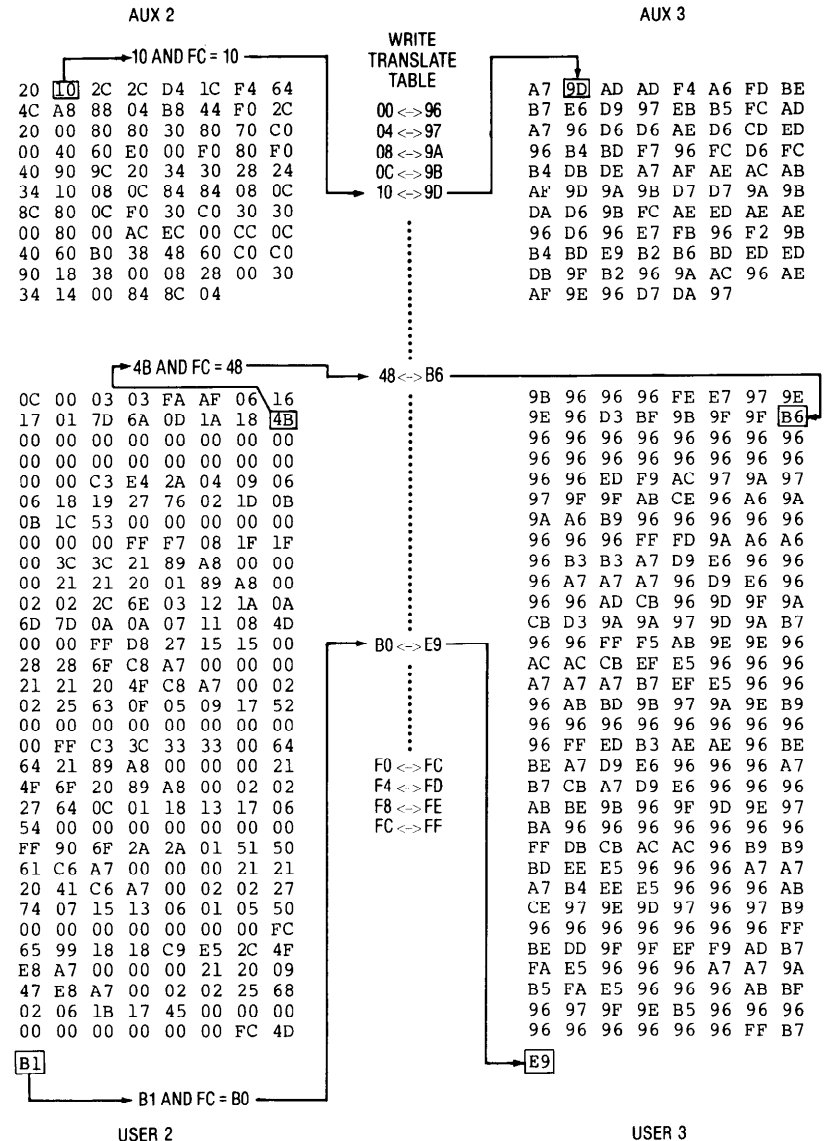 AUX 2
10 AND FC = 10
20 10 2C 2C D4 1C F4 64
4C A8 88 04 B8 44 F0 2C
20 00 80 80 30 80 70 C0
00 40 60 E0 00 F0 80 F0
40 90 9C 20 34 30 28 24
34 10 08 0C 84 84 08 0C
8C 80 0C F0 30 C0 30 30
00 80 00 AC EC 00 CC 0C
40 60 B0 38 48 60 C0 C0
90 18 38 00 08 28 00 30
34 14 00 84 8C 04
4B AND FC = 48
0C 00 03 03 FA AF 06 16
17 01 7D 6A 0D 1A 18 4B
00 00 00 00 00 00 00 00
00 00 00 00 00 00 00 00
00 00 C3 E4 2A 04 09 06
06 18 19 27 76 02 1D 0B
0B 1C 53 00 00 00 00 00
00 00 00 FF F7 08 1F 1F
00 3C 3C 21 89 A8 00 00
00 21 21 20 01 89 A8 00
02 02 2C 6E 03 12 1A 0A
6D 7D 0A 0A 07 11 08 4D
00 00 FF D8 27 15 15 00
28 28 6F C8 A7 00 00 00
21 21 20 4F C8 A7 00 02
02 25 63 0F 05 09 17 52
00 00 00 00 00 00 00 00
00 FF C3 3C 33 33 00 64
64 21 89 A8 00 00 00 21
4F 6F 20 89 A8 00 02 02
27 64 0C 01 18 13 17 06
54 00 00 00 00 00 00 00
FF 90 6F 2A 2A 01 51 50
61 C6 A7 00 00 00 21 21
20 41 C6 A7 00 02 02 27
74 07 15 13 06 01 05 50
00 00 00 00 00 00 00 FC
65 99 18 18 C9 E5 2C 4F
E8 A7 00 00 00 21 20 09
47 E8 A7 00 02 02 25 68
02 06 1B 17 45 00 00 00
00 00 00 00 00 00 FC 4D
B1
B1 AND FC = B0
USER 2
WRITE
TRANSLATE
TABLE
00 <-> 96
04 <-> 97
08 <-> 9A
0C <-> 9B
10 <-> 9D
48 <-> B6
B0 <-> E9
F0 <-> FC
F4 <-> FD
F8 <-> FE
FC <-> FF
AUX 3
A7 9D AD AD F4 A6 FD BE
B7 E6 D9 97 EB B5 FC AD
A7 96 D6 D6 AE D6 CD ED
96 B4 BD F7 96 FC D6 FC
B4 DB DE A7 AF AE AC AB
AF 9D 9A 9B D7 D7 9A 9B
DA D6 9B FC AE ED AE AE
96 D6 96 E7 FB 96 F2 9B
B4 BD E9 B2 B6 BD ED ED
DB 9F B2 96 9A AC 96 AE
AF 9E 96 D7 DA 97
9B 96 96 96 FE E7 97 9E
9E 96 D3 BF 9B 9F 9F B6
96 96 96 96 96 96 96 96
96 96 96 96 96 96 96 96
96 96 ED F9 AC 97 9A 97
97 9F 9F AB CE 96 A6 9A
9A A6 B9 96 96 96 96 96
96 96 96 FF FD 9A A6 A6
96 B3 B3 A7 D9 E6 96 96
96 A7 A7 A7 96 D9 E6 96
96 96 AD CB 96 9D 9F 9A
CB D3 9A 9A 97 9D 9A B7
96 96 FF F5 AB 9E 9E 96
AC AC CB EF E5 96 96 96
A7 A7 A7 B7 EF E5 96 96
96 AB BD 9B 97 9A 9E B9
96 96 96 96 96 96 96 96
96 FF ED B3 AE AE 96 BE
BE A7 D9 E6 96 96 96 A7
B7 CB A7 D9 E6 96 96 96
AB BE 9B 96 9F 9D 9E 97
BA 96 96 96 96 96 96 96
FF DB CB AC AC 96 B9 B9
BD EE E5 96 96 96 A7 A7
A7 B4 EE E5 96 96 96 AB
CE 97 9E 9D 97 96 97 B9
96 96 96 96 96 96 96 FF
BE DD 9F 9F EF F9 AD B7
FA E5 96 96 96 A7 A7 9A
B5 FA E5 96 96 96 AB BF
96 97 9F 9E B5 96 96 96
96 96 96 96 96 96 FF B7
E9
USER 3